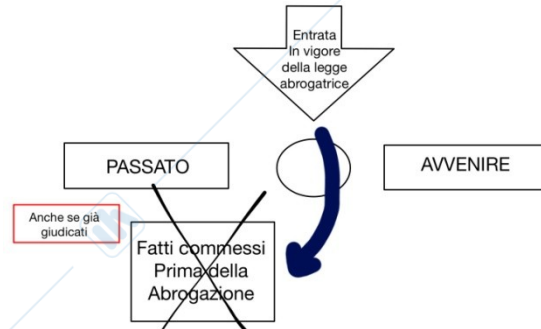 Entrata
In vigore
della legge
abrogatrice
PASSATO
AVVENIRE
Anche se già
giudicati
Fatti commessi
Prima della
Abrogazione